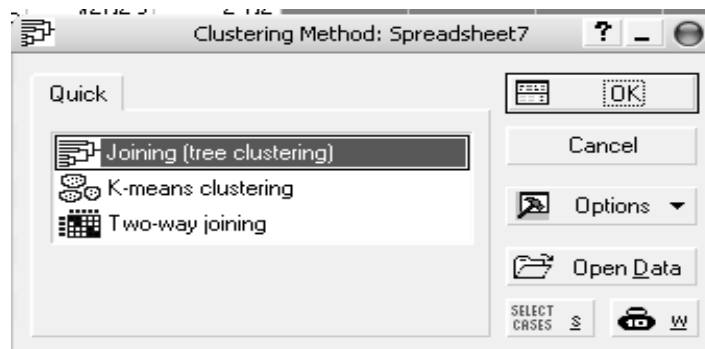 Clustering Method: Spreadsheet7
? _
Quick
OK
Joining (tree clustering)
Cancel
K-means clustering
Two-way joining
Options
Open Data
SELECT CASES S
W